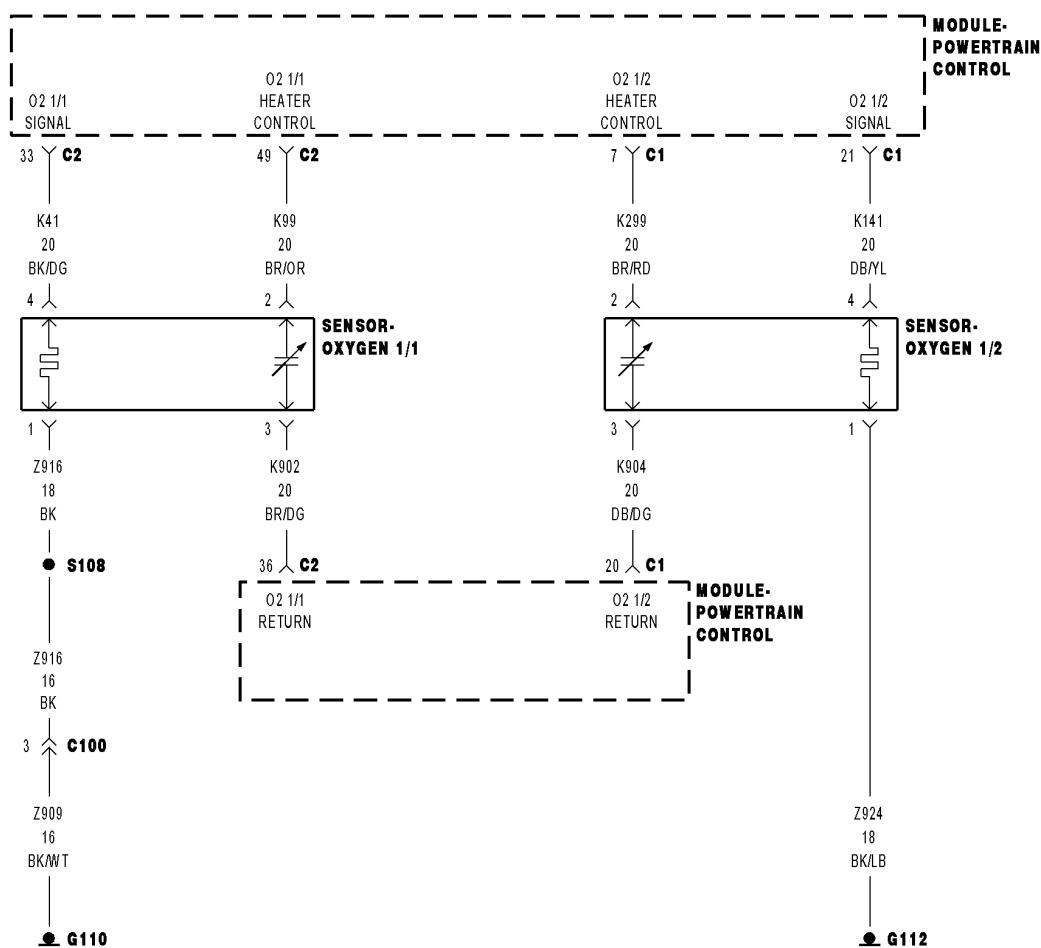 MODULE-
POWERTRAIN
CONTROL
O2 1/1
SIGNAL
O2 1/1
HEATER
CONTROL
O2 1/2
HEATER
CONTROL
O2 1/2
SIGNAL
33 C2
49 C2
7 C1
21 C1
K41
20
BK/DG
K99
20
BR/OR
K299
20
BR/RD
K141
20
DB/YL
4
2
2
4
SENSOR-
OXYGEN 1/1
SENSOR-
OXYGEN 1/2
1
3
3
1
Z916
18
BK
K902
20
BR/DG
K904
20
DB/DG
S108
36 C2
20 C1
O2 1/1
RETURN
O2 1/2
RETURN
MODULE-
POWERTRAIN
CONTROL
Z916
16
BK
3 C100
Z909
16
BK/WT
Z924
18
BK/LB
G110
G112